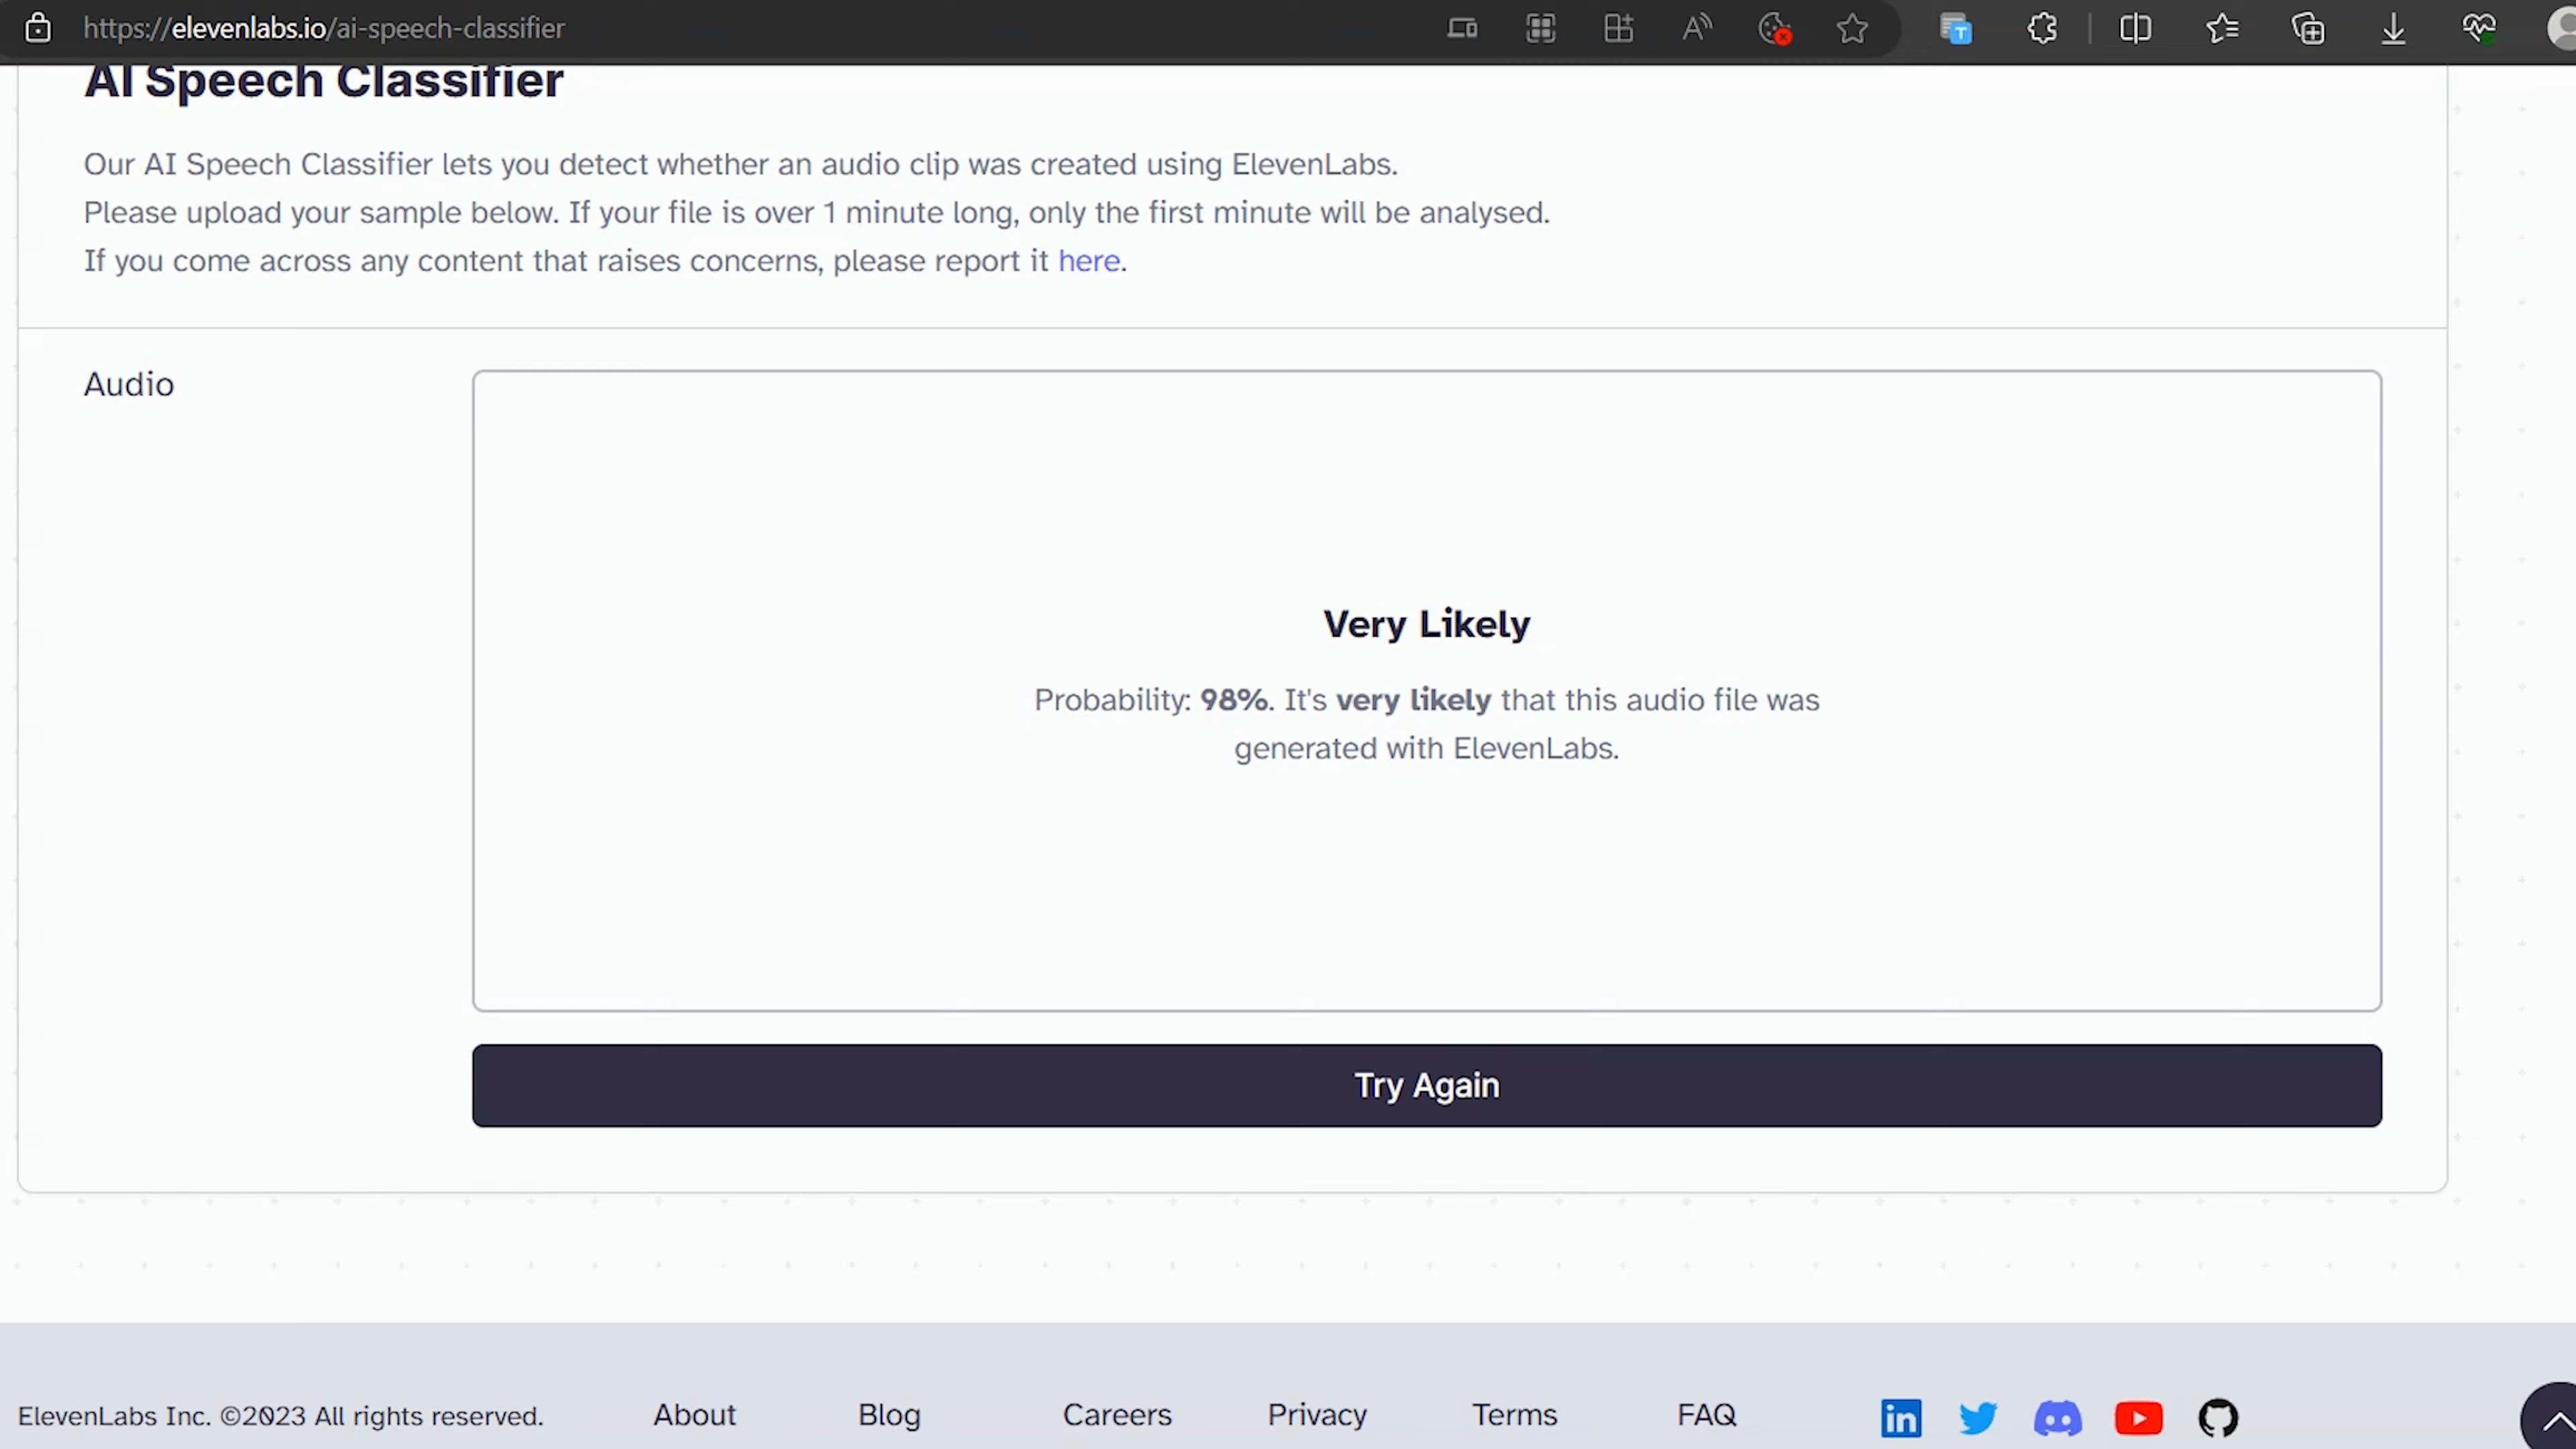 https://elevenlabs.io/ai-speech-classifier
AI Speech Classifier
Our AI Speech Classifier lets you detect whether an audio clip was created using ElevenLabs.
Please upload your sample below. If your file is over 1 minute long, only the first minute will be analysed.
If you come across any content that raises concerns, please report it here.
Audio
Very Likely
Probability: 98%. It's very likely that this audio file was
generated with ElevenLabs.
Try Again
ElevenLabs Inc. ©2023 All rights reserved. About Blog Careers Privacy Terms FAQ